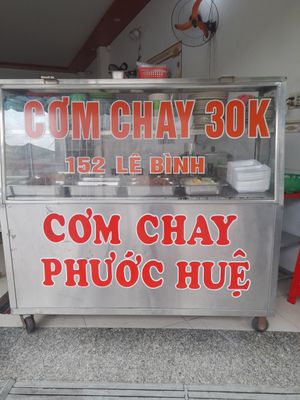 CƠM CHAY 30K
152 LÊ BÌNH
CƠM CHAY
PHƯỚC HUỆ